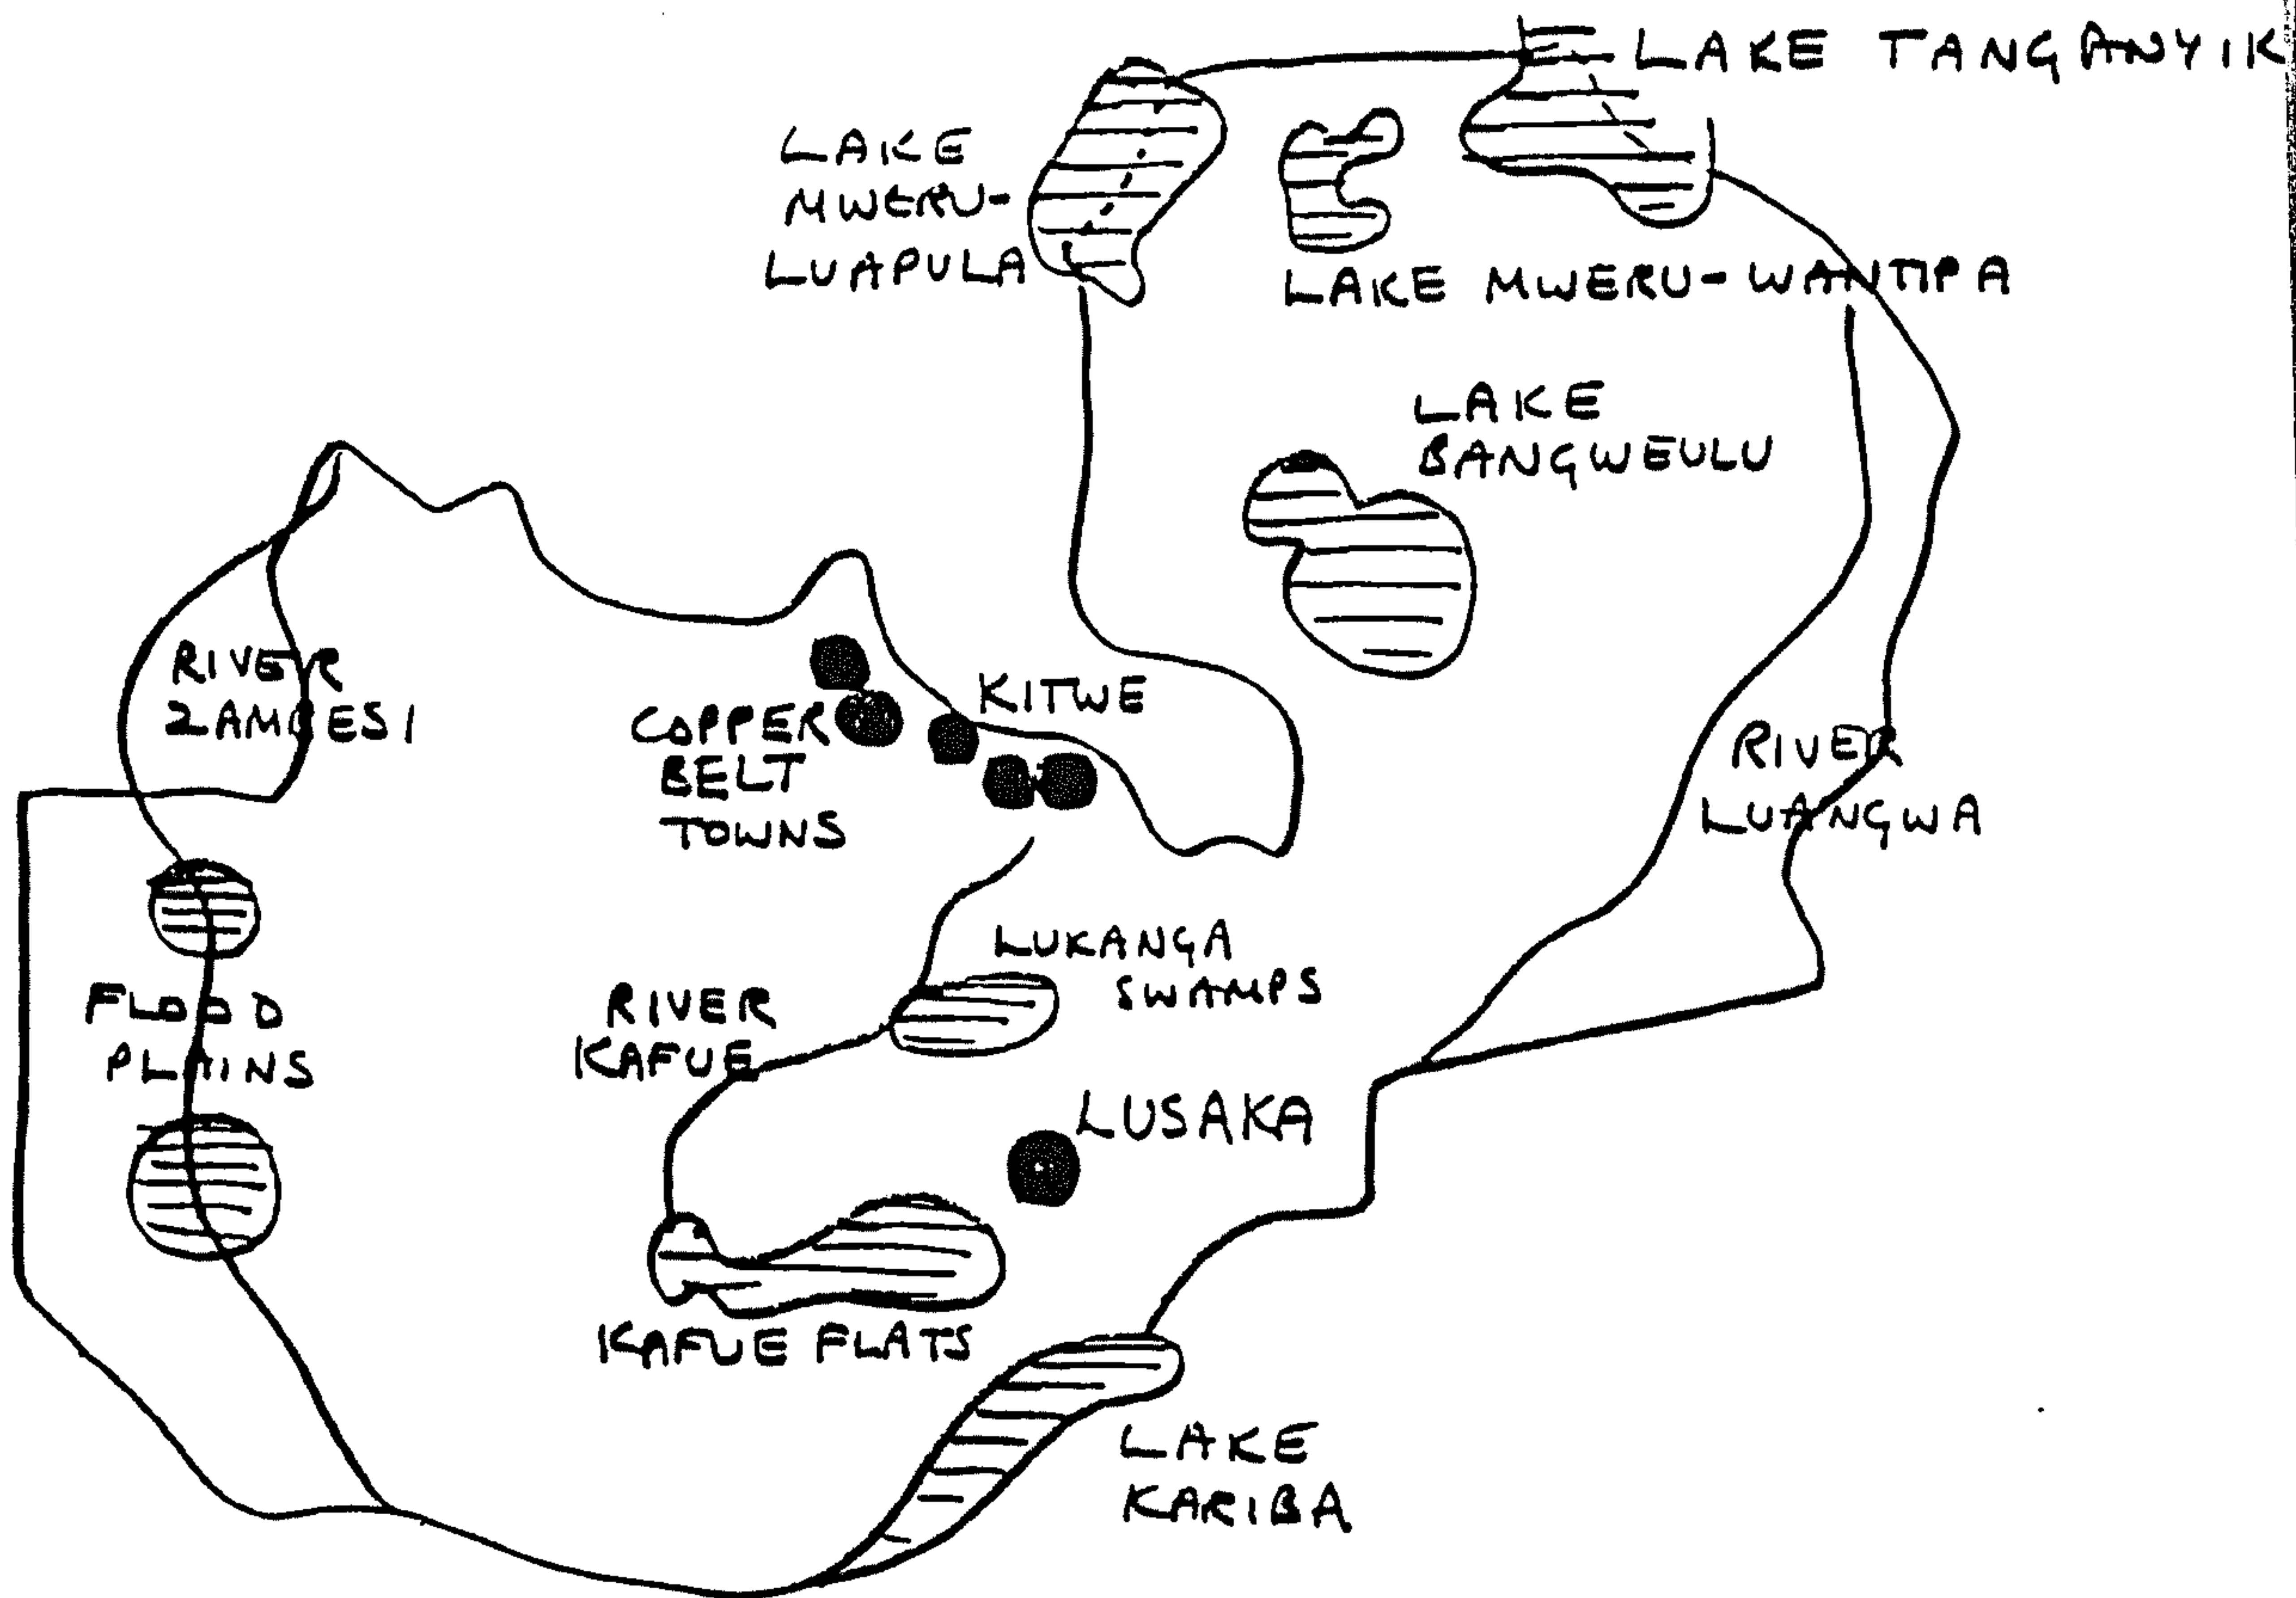 LAKE TANGANYIK
LAKE
MWERU-
LUAPULA
LAKE MWERU-WANTIPA
LAKE
BANGWEULU
RIVER
ZAMBESI
KITWE
COPPER
BELT
TOWNS
RIVER
LUANGWA
LUKANGA
SWAMPS
FLOOD
PLAINS
RIVER
KAFUE
LUSAKA
KAFUE FLATS
LAKE
KARIBA